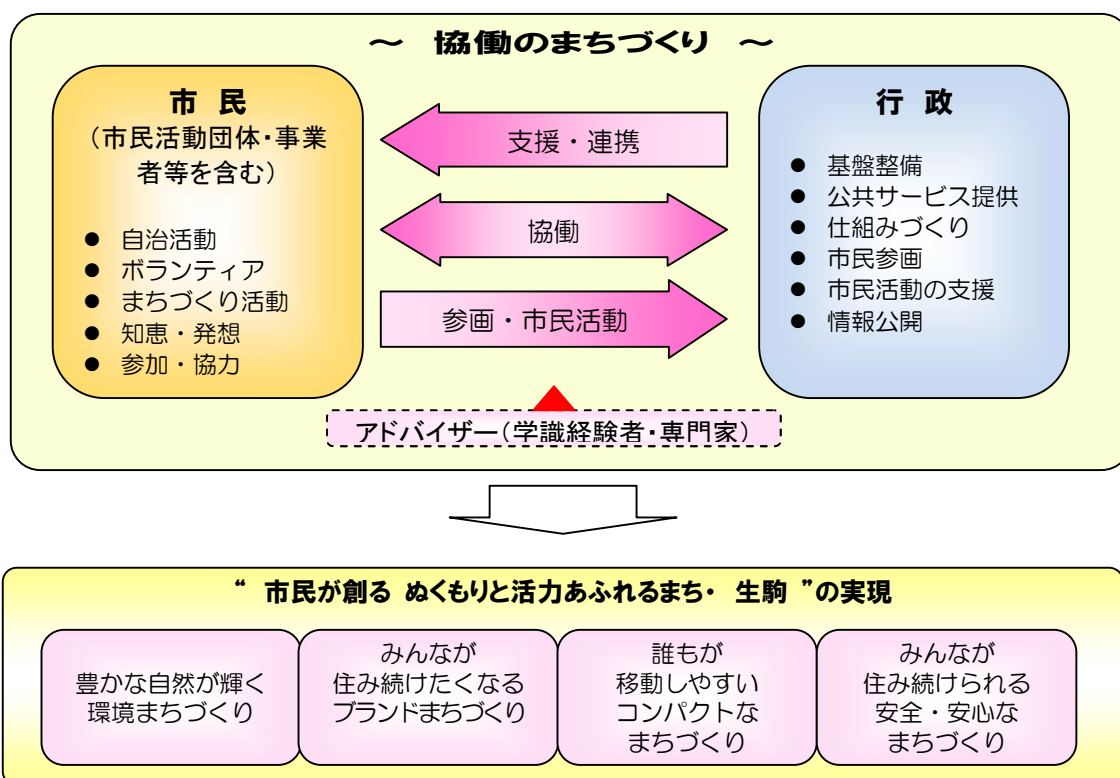 ～ 協働のまちづくり ～
市 民
（市民活動団体・事業
者等を含む）
● 自治活動
● ボランティア
● まちづくり活動
● 知恵・発想
● 参加・協力
支援・連携
協働
参画・市民活動
行 政
● 基盤整備
● 公共サービス提供
● 仕組みづくり
● 市民参画
● 市民活動の支援
● 情報公開
アドバイザー（学識経験者・専門家）
“ 市民が創る ぬくもりと活力あふれるまち・ 生駒 ”の実現
豊かな自然が輝く
環境まちづくり
みんなが
住み続けたくなる
ブランドまちづくり
誰もが
移動しやすい
コンパクトな
まちづくり
みんなが
住み続けられる
安全・安心な
まちづくり